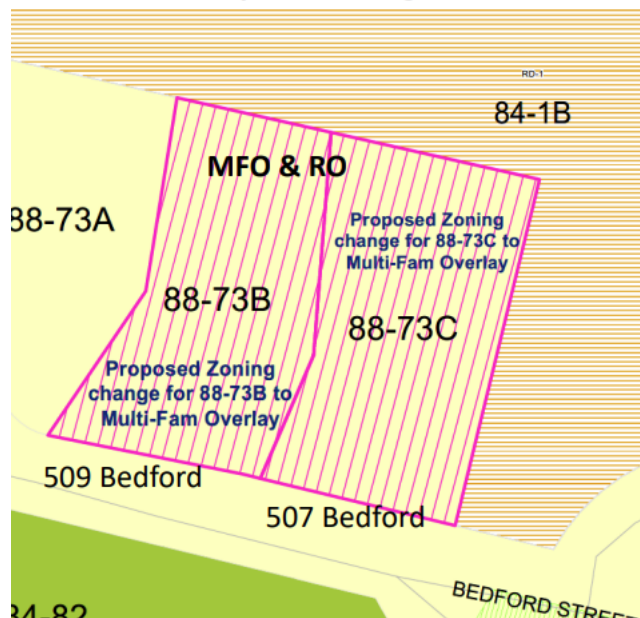 RD-1
84-1B
MFO & RO
88-73A
Proposed Zoning
change for 88-73C to
Multi-Fam Overlay
88-73B
88-73C
Proposed Zoning
change for 88-73B to
Multi-Fam Overlay
509 Bedford
507 Bedford
BEDFORD STREET
84-82